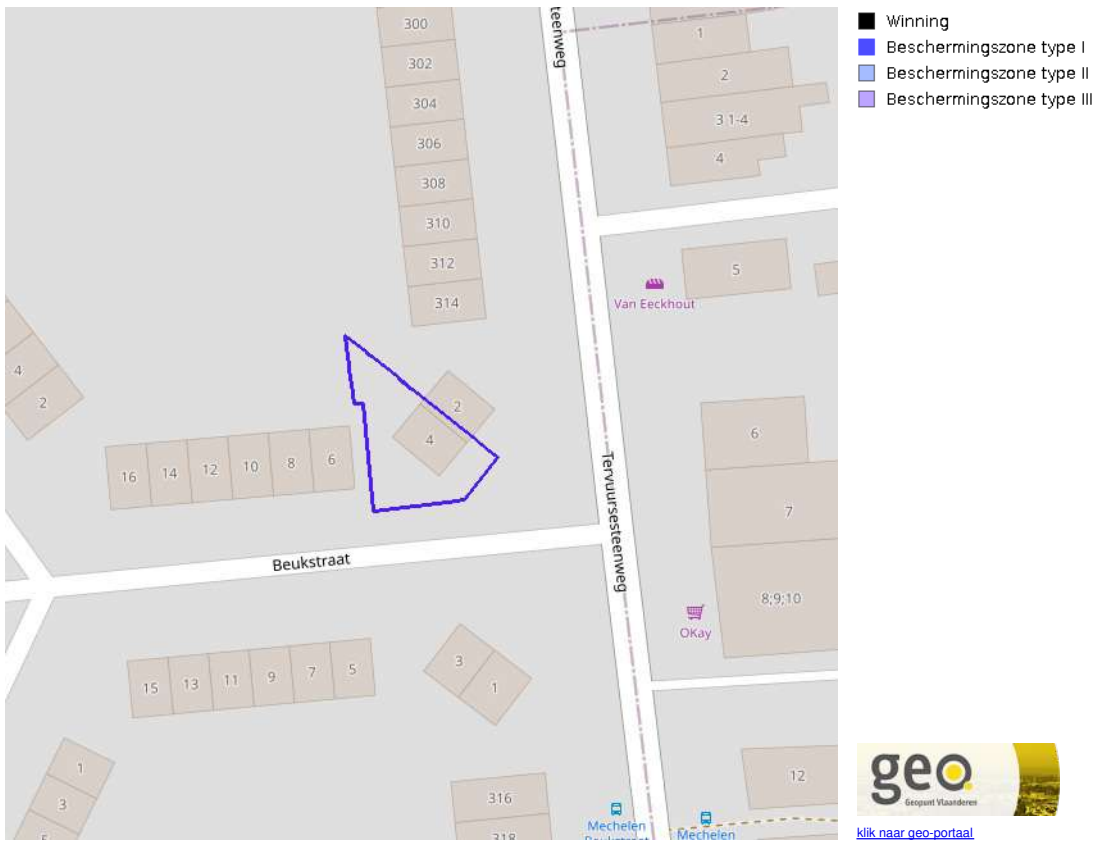 300
302
304
306
308
310
312
314
teenweg
1
2
3 1-4
4
5
Van Eeckhout
4
2
16
14
12
10
8
6
2
4
6
7
8;9;10
Tervuursesteenweg
Beukstraat
OKay
15
13
11
9
7
5
3
1
1
3
316
12
Mechelen
Beukstraat
Mechelen
318
Winning
Beschermingszone type I
Beschermingszone type II
Beschermingszone type III
geo
Geopunt Vlaanderen
klik naar geo-portaal